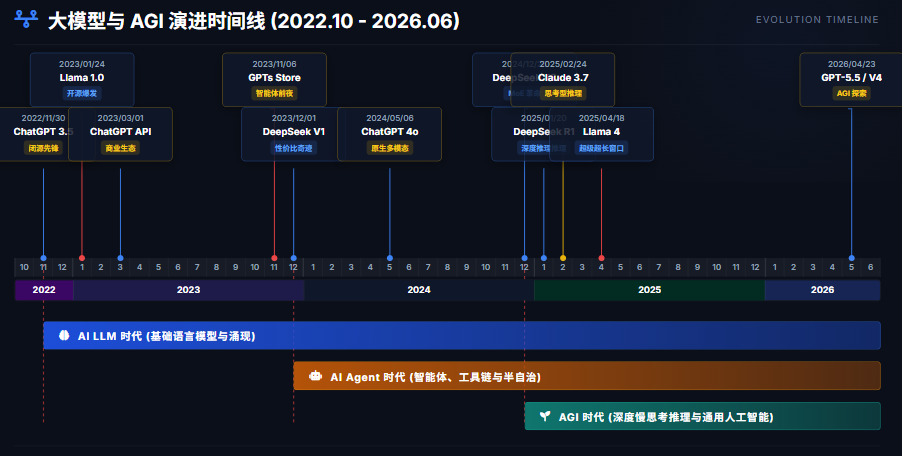 大模型与 AGI 演进时间线 (2022.10 - 2026.06)
EVOLUTION TIMELINE
2023/01/24
Llama 1.0
开源爆发
2023/11/06
GPTs Store
智能体前夜
DeepSeek
2025/02/24
Claude 3.7
思考型推理
2026/04/23
GPT-5.5 / V4
AGI 探索
2022/11/30
ChatGPT 3.5
闭源先锋
2023/03/01
ChatGPT API
商业生态
2023/12/01
DeepSeek V1
性价比奇迹
2024/05/06
ChatGPT 4o
原生多模态
DeepSeek R1
深度推理
2025/04/18
Llama 4
超级超长窗口
10 11 12 1 2 3 4 5 6 7 8 9 10 11 12 1 2 3 4 5 6 7 8 9 10 11 12 1 2 3 4 5 6 7 8 9 10 11 12 1 2 3 4 5 6
2022 2023 2024 2025 2026
AI LLM 时代 (基础语言模型与涌现)
AI Agent 时代 (智能体、工具链与半自治)
AGI 时代 (深度慢思考推理与通用人工智能)